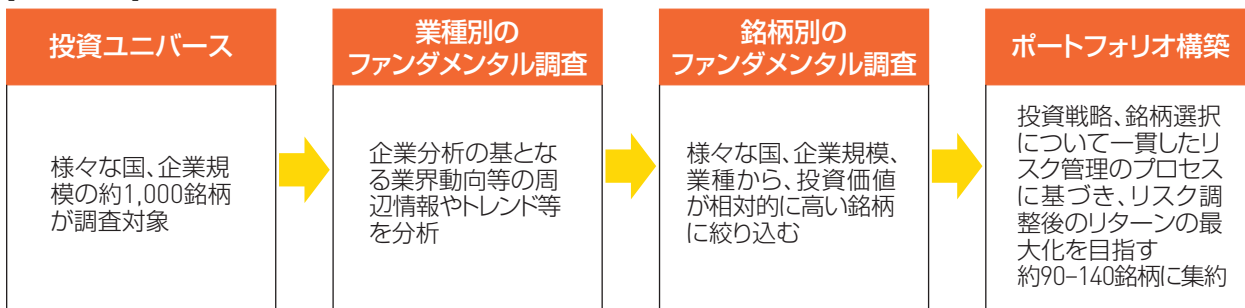 投資ユニバース
様々な国、企業規
模の約1,000銘柄
が調査対象
業種別の
ファンダメンタル調査
企業分析の基とな
る業界動向等の周
辺情報やトレンド等
を分析
銘柄別の
ファンダメンタル調査
様々な国、企業規模、
業種から、投資価値
が相対的に高い銘柄
に絞り込む
ポートフォリオ構築
投資戦略、銘柄選択
について一貫したリ
スク管理のプロセス
に基づき、リスク調
整後のリターンの最
大化を目指す
約90–140銘柄に集約